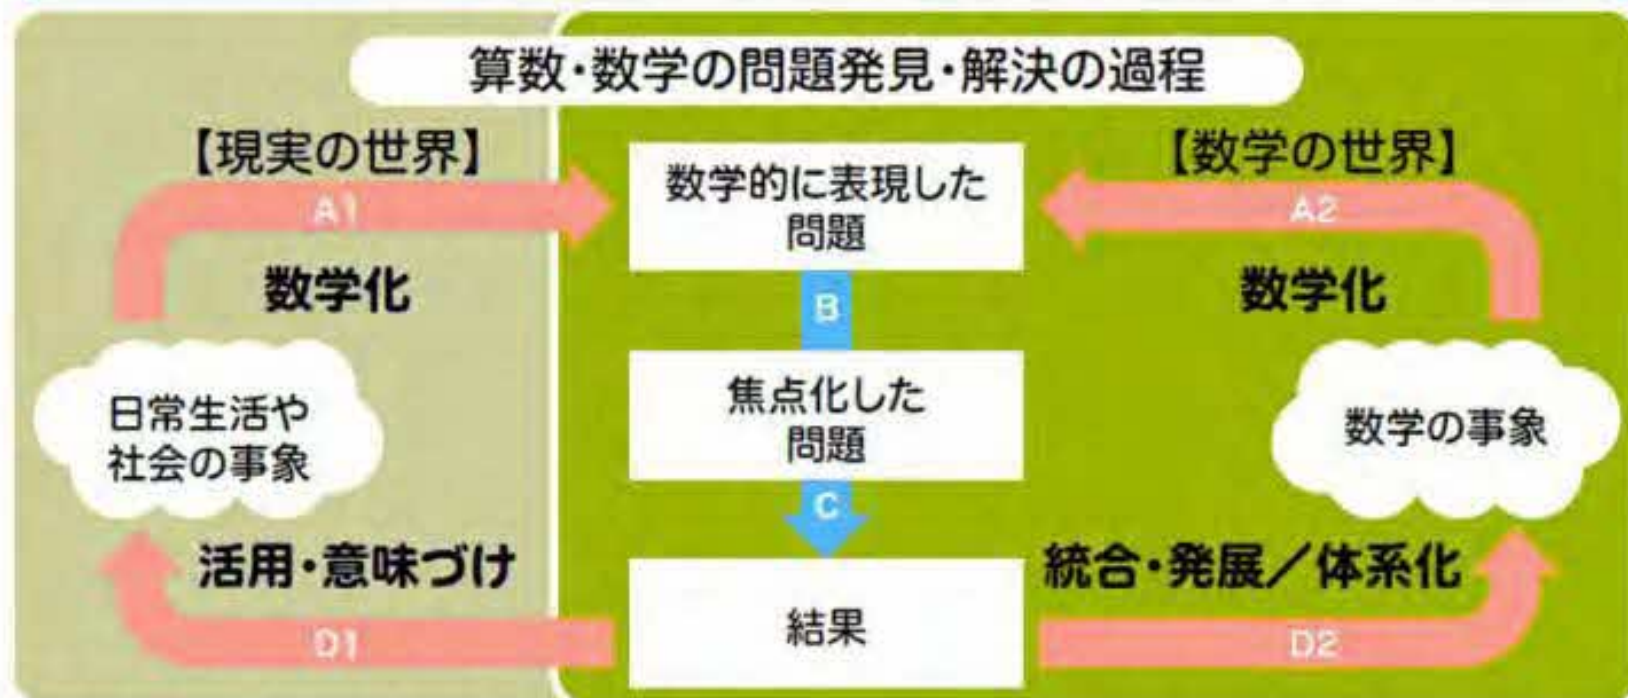 算数・数学の問題発見・解決の過程
【現実の世界】
【数学の世界】
A1
数学的に表現した
問題
A2
数学化
数学化
B
日常生活や
社会の事象
焦点化した
問題
数学の事象
C
活用・意味づけ
統合・発展／体系化
D1
結果
D2